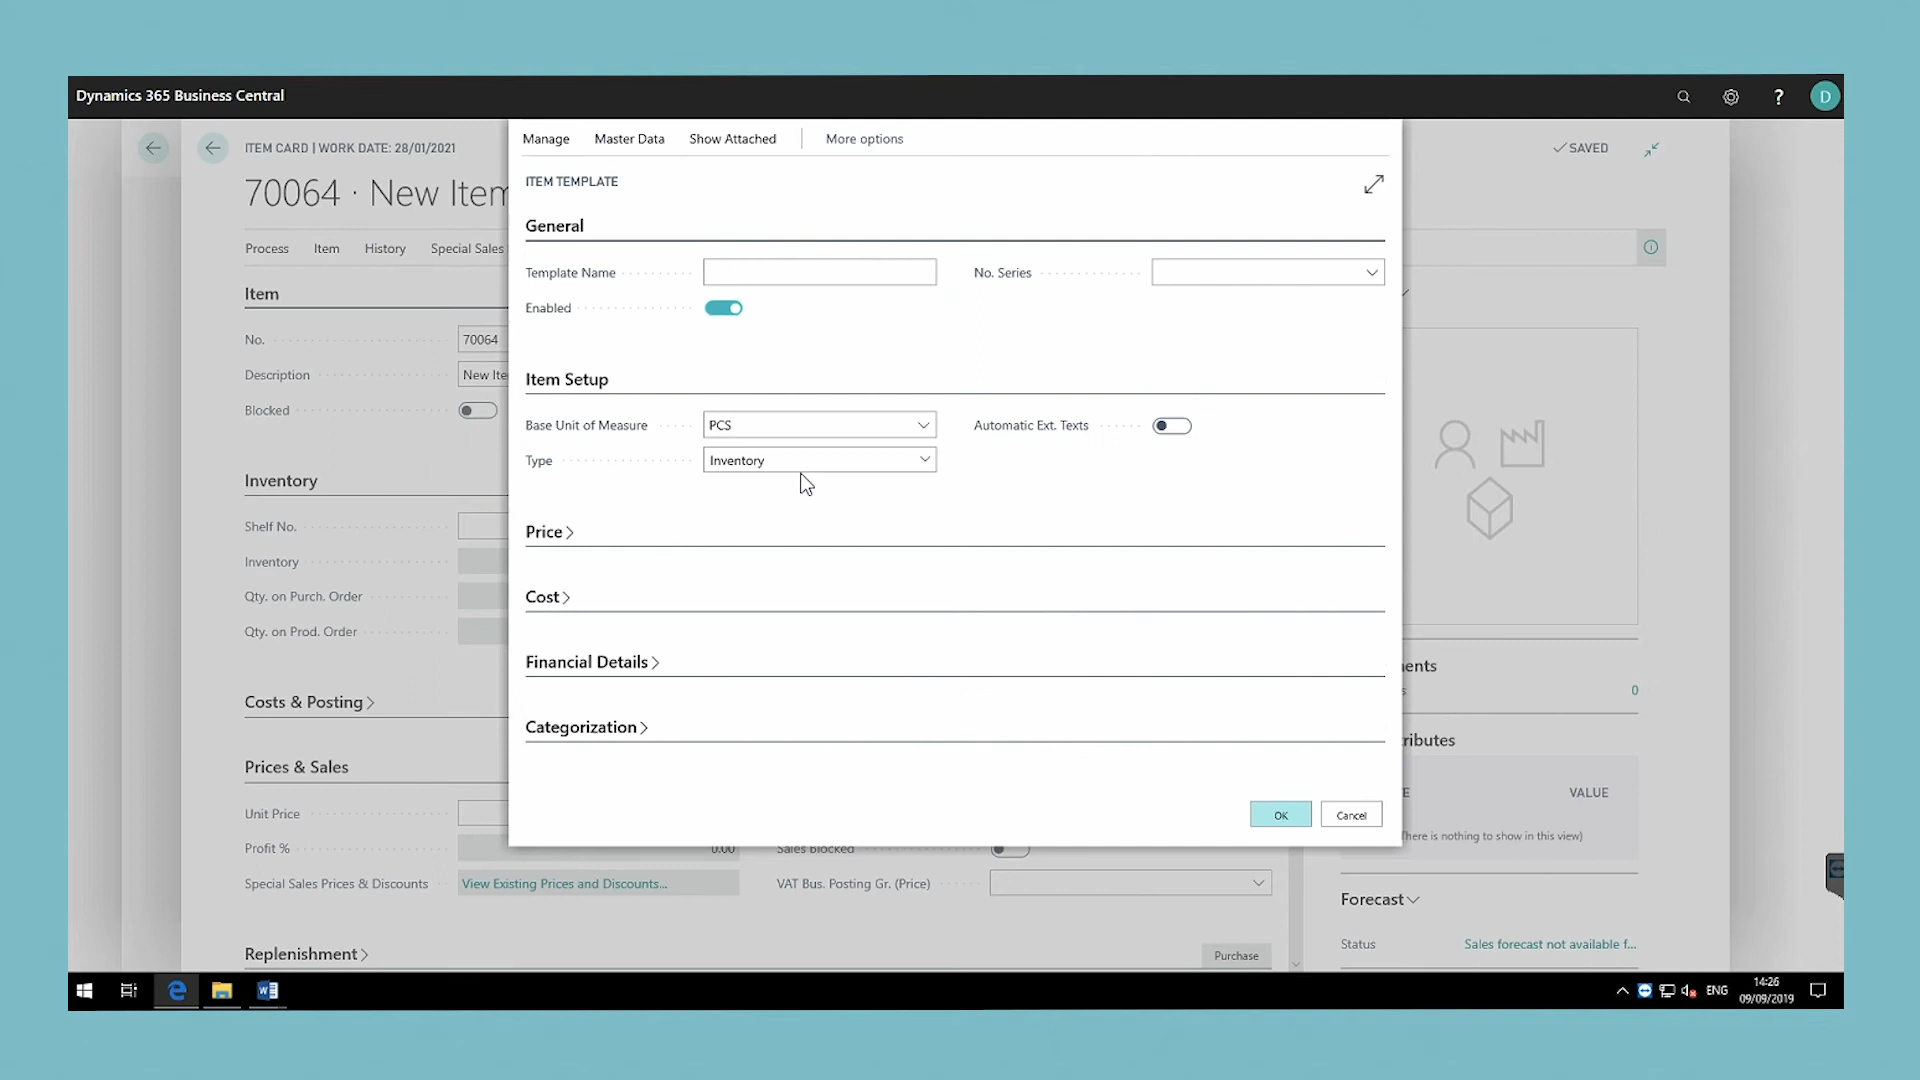 Dynamics 365 Business Central
?
D
ITEM CARD | WORK DATE: 28/01/2021
SAVED
70064 · New Item
Process Item History Special Sales
Item
No. 70064
Description New Ite
Blocked
Inventory
Shelf No.
Inventory
Qty. on Purch. Order
Qty. on Prod. Order
Costs & Posting
Prices & Sales
Unit Price
Profit % 0.00
Special Sales Prices & Discounts View Existing Prices and Discounts...
Replenishment
Manage Master Data Show Attached More options
ITEM TEMPLATE
General
Template Name No. Series
Enabled
Item Setup
Base Unit of Measure PCS Automatic Ext. Texts
Type Inventory
Price
Cost
Financial Details
Categorization
OK Cancel
Sales Blocked
VAT Bus. Posting Gr. (Price)
Purchase
ents
s 0
ributes
E VALUE
here is nothing to show in this view)
Forecast
Status Sales forecast not available f...
ENG
14:26
09/09/2019